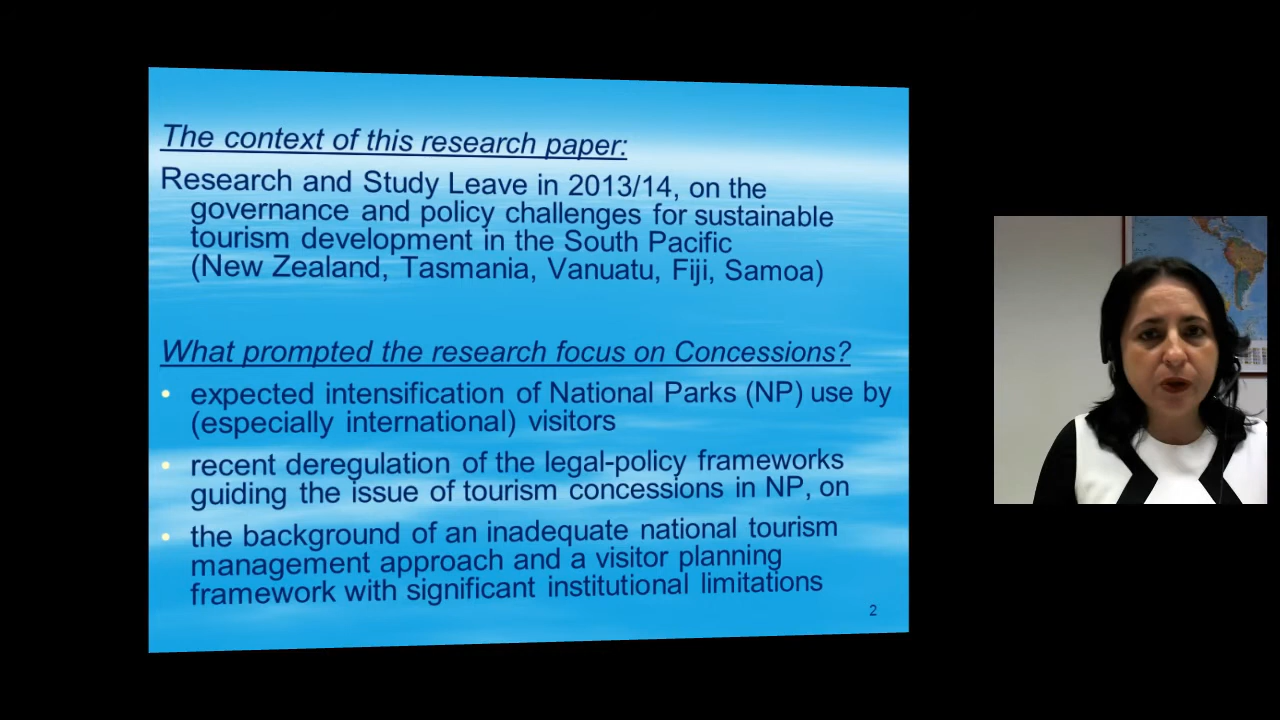 The context of this research paper:
Research and Study Leave in 2013/14, on the
governance and policy challenges for sustainable
tourism development in the South Pacific
(New Zealand, Tasmania, Vanuatu, Fiji, Samoa)
What prompted the research focus on Concessions?
• expected intensification of National Parks (NP) use by
(especially international) visitors
• recent deregulation of the legal-policy frameworks
guiding the issue of tourism concessions in NP, on
• the background of an inadequate national tourism
management approach and a visitor planning
framework with significant institutional limitations
2